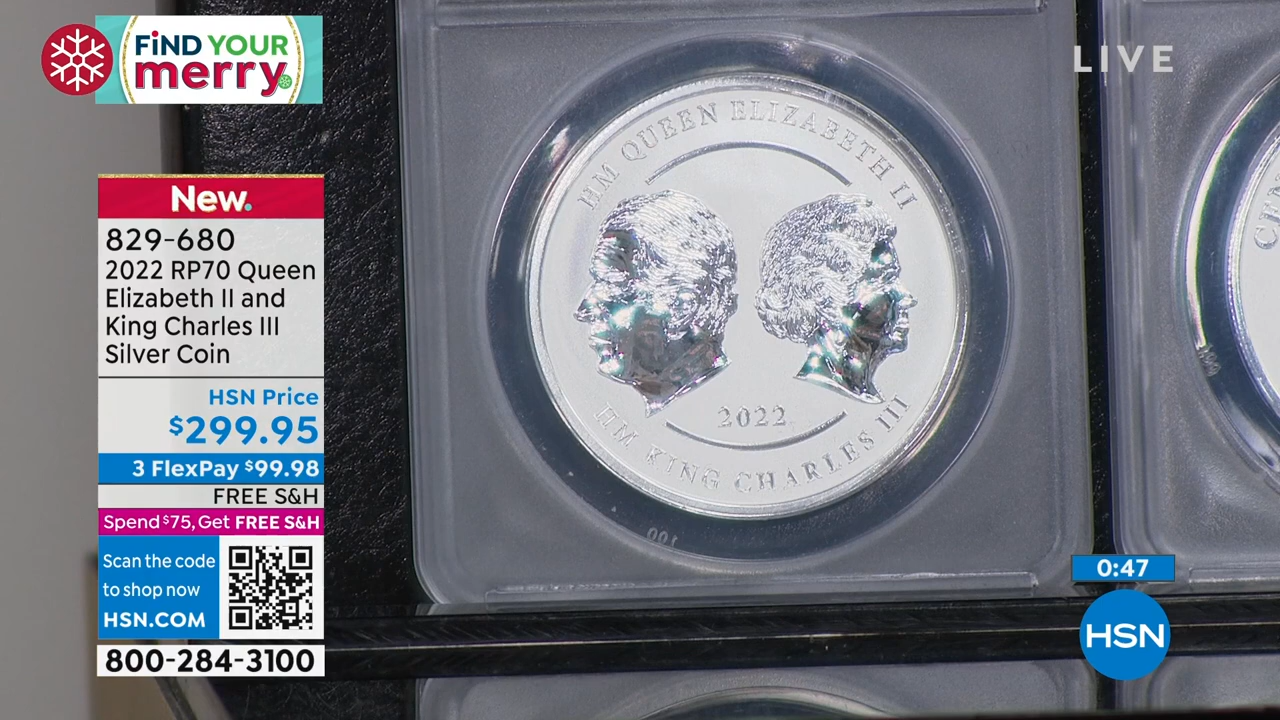 FiND YOUR
merry.
LIVE
New.
829-680
2022 RP70 Queen
Elizabeth II and
King Charles III
Silver Coin
HSN Price
$299.95
3 FlexPay $99.98
FREE S&H
Spend $75, Get FREE S&H
Scan the code
to shop now
HSN.COM
800-284-3100
HM QUEEN ELIZABETH II
2022
HM KING CHARLES III
100
0:47
HSN